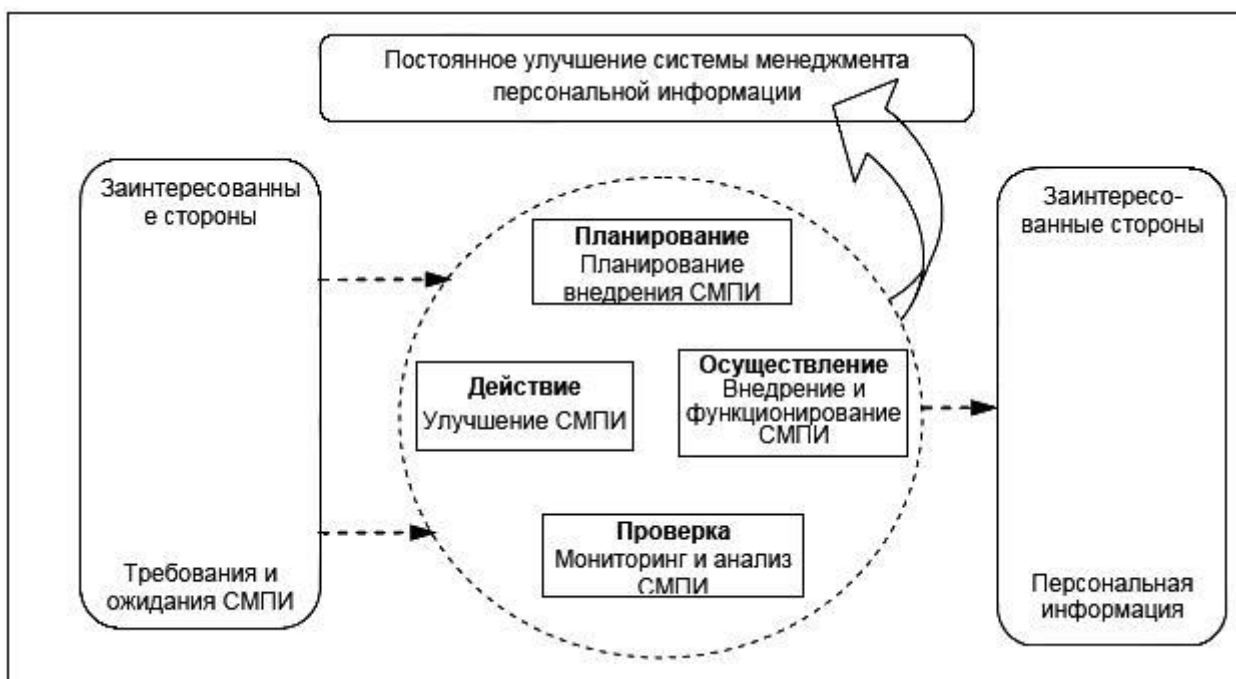 Постоянное улучшение системы менеджмента
персональной информации
Заинтересованны
е стороны
Требования и
ожидания СМПИ
Планирование
Планирование
внедрения СМПИ
Действие
Улучшение СМПИ
Осуществление
Внедрение и
функционирование
СМПИ
Проверка
Мониторинг и анализ
СМПИ
Заинтересо-
ванные стороны
Персональная
информация